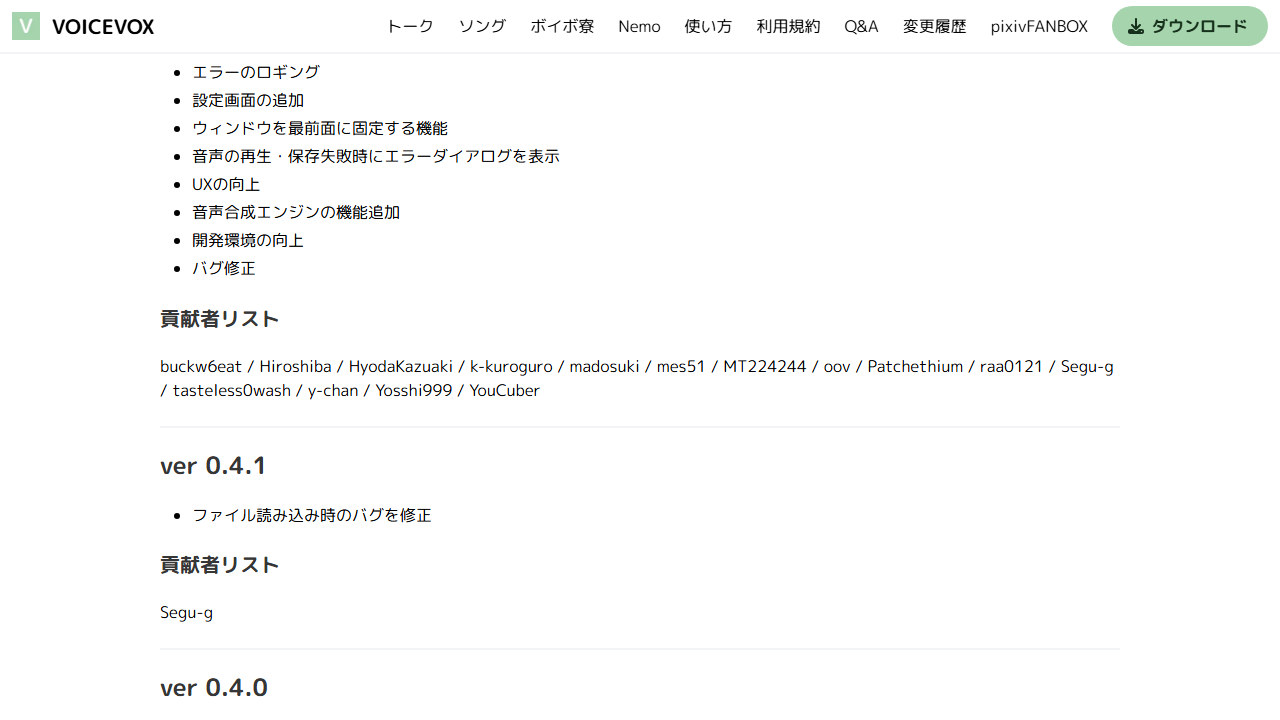 V VOICEVOX トーク ソング ボイボ寮 Nemo 使い方 利用規約 Q&A 変更履歴 pixivFANBOX ダウンロード
エラーのロギング
設定画面の追加
ウィンドウを最前面に固定する機能
音声の再生・保存失敗時にエラーダイアログを表示
UXの向上
音声合成エンジンの機能追加
開発環境の向上
バグ修正
貢献者リスト
buckw6eat / Hiroshiba / HyodaKazuaki / k-kuroguro / madosuki / mes51 / MT224244 / oov / Patchethium / raa0121 / Segu-g
/ tasteless0wash / y-chan / Yosshi999 / YouCuber
ver 0.4.1
ファイル読み込み時のバグを修正
貢献者リスト
Segu-g
ver 0.4.0